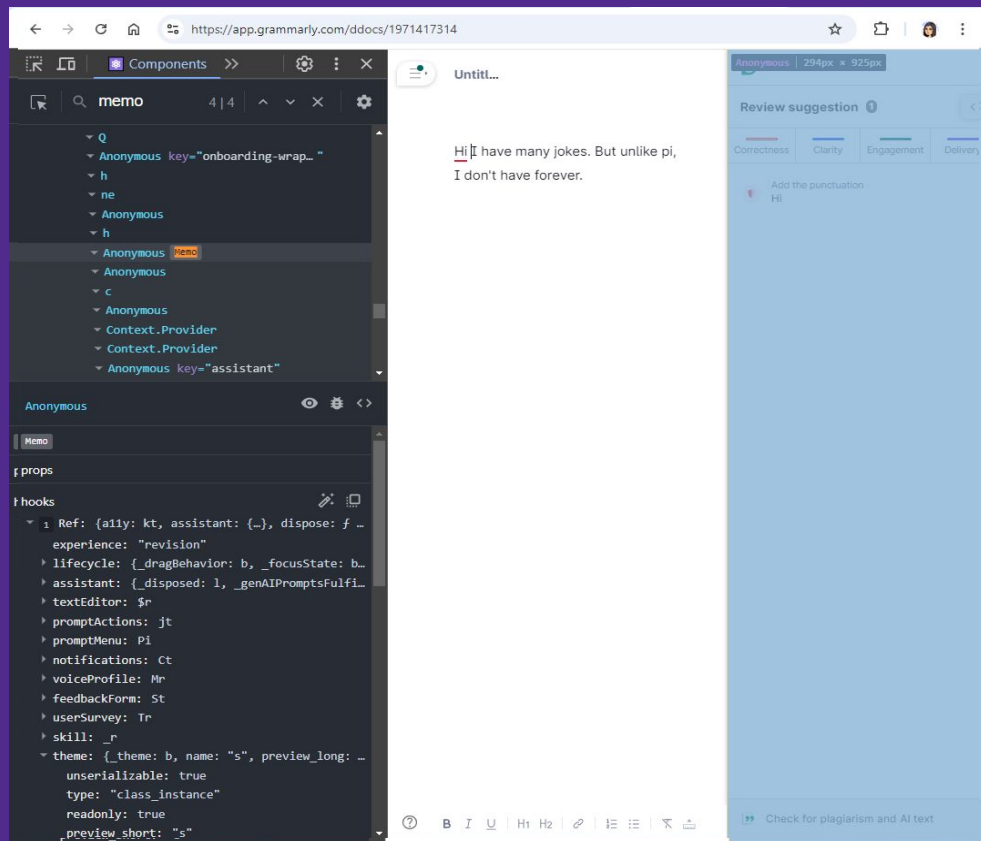 https://app.grammarly.com/ddocs/1971417314
Components
memo
4|4
Q
Anonymous key="onboarding-wrap… "
h
ne
Anonymous
h
Anonymous Memo
Anonymous
c
Anonymous
Context.Provider
Context.Provider
Anonymous key="assistant"
Anonymous
Memo
props
hooks
1 Ref: {a11y: kt, assistant: {…}, dispose: ƒ …
experience: "revision"
lifecycle: {_dragBehavior: b, _focusState: b…
assistant: {_disposed: l, _genAIPromptsFulfi…
textEditor: $r
promptActions: jt
promptMenu: Pi
notifications: Ct
voiceProfile: Mr
feedbackForm: St
userSurvey: Tr
skill: _r
theme: {_theme: b, name: "s", preview_long: …
unserializable: true
type: "class_instance"
readonly: true
preview_short: "s"
Untitl...
Hi I have many jokes. But unlike pi,
I don't have forever.
B I U H1 H2
Anonymous | 294px × 925px
Review suggestion 1
Correctness Clarity Engagement Delivery
Add the punctuation
Hi
Check for plagiarism and AI text